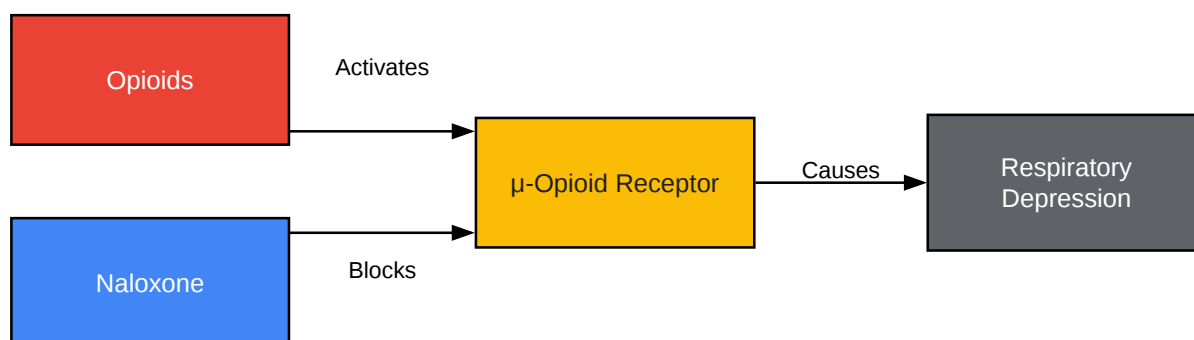 Opioids
Activates
μ-Opioid Receptor
Causes
Respiratory
Depression
Naloxone
Blocks